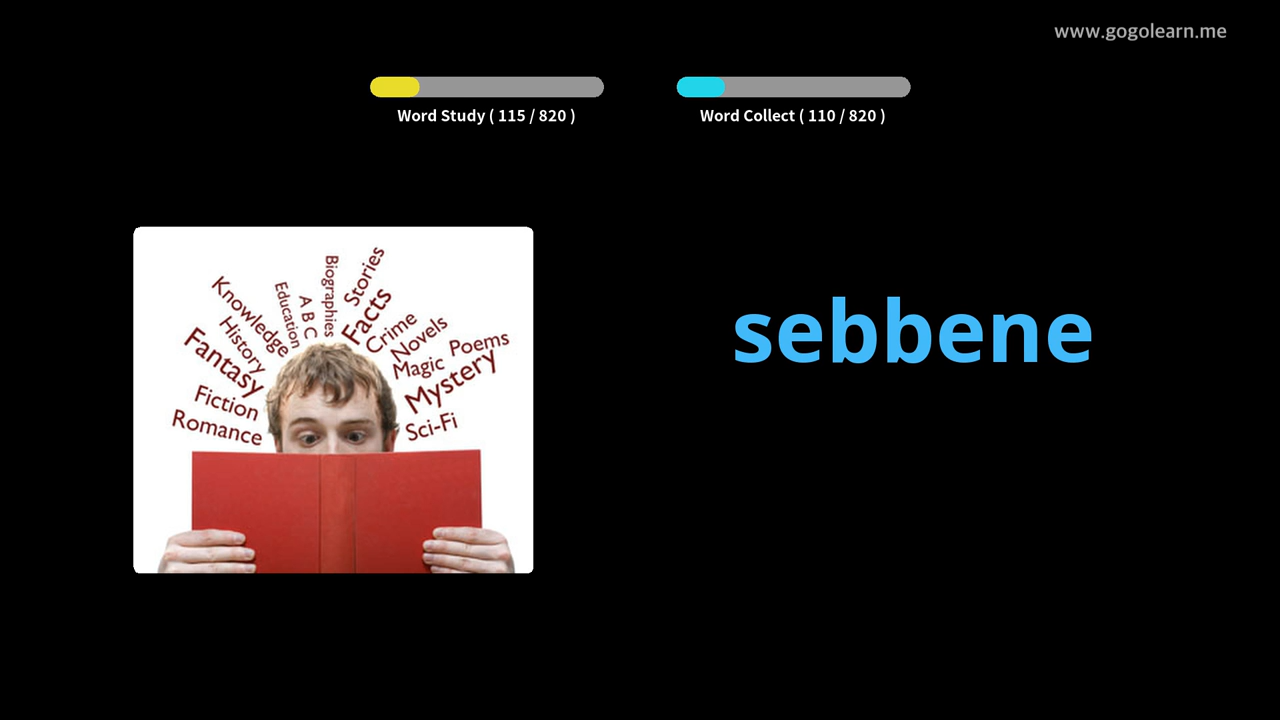 www.gogolearn.me
Word Study ( 115 / 820 )
Word Collect ( 110 / 820 )
sebbene
Biographies
Stories
Education
A B C
Facts
Knowledge
Crime
History
Novels
Fantasy
Magic
Poems
Mystery
Fiction
Romance
Sci-Fi